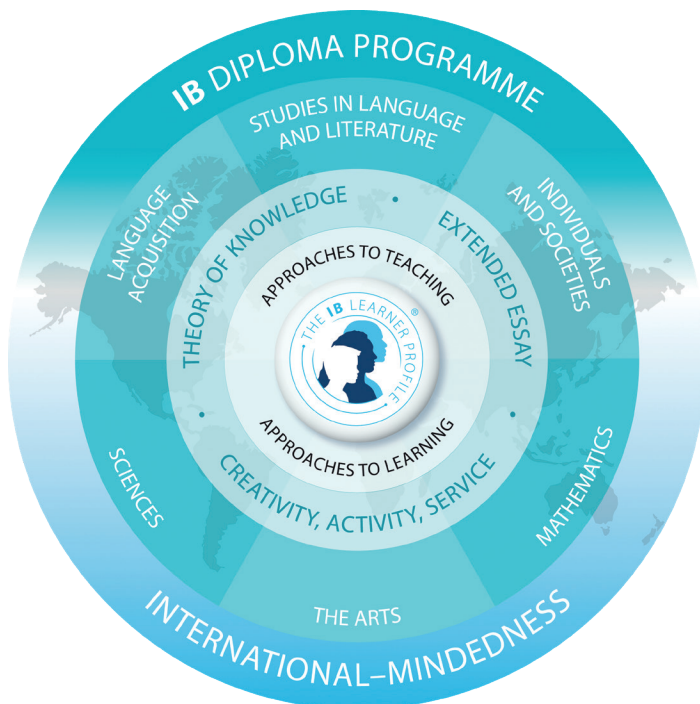 IB DIPLOMA PROGRAMME
STUDIES IN LANGUAGE
AND LITERATURE
LANGUAGE
ACQUISITION
INDIVIDUALS
AND SOCIETIES
THEORY OF KNOWLEDGE •
EXTENDED ESSAY •
APPROACHES TO TEACHING
• THE IB LEARNER PROFILE •
®
APPROACHES TO LEARNING
CREATIVITY, ACTIVITY, SERVICE •
SCIENCES
MATHEMATICS
THE ARTS
INTERNATIONAL–MINDEDNESS